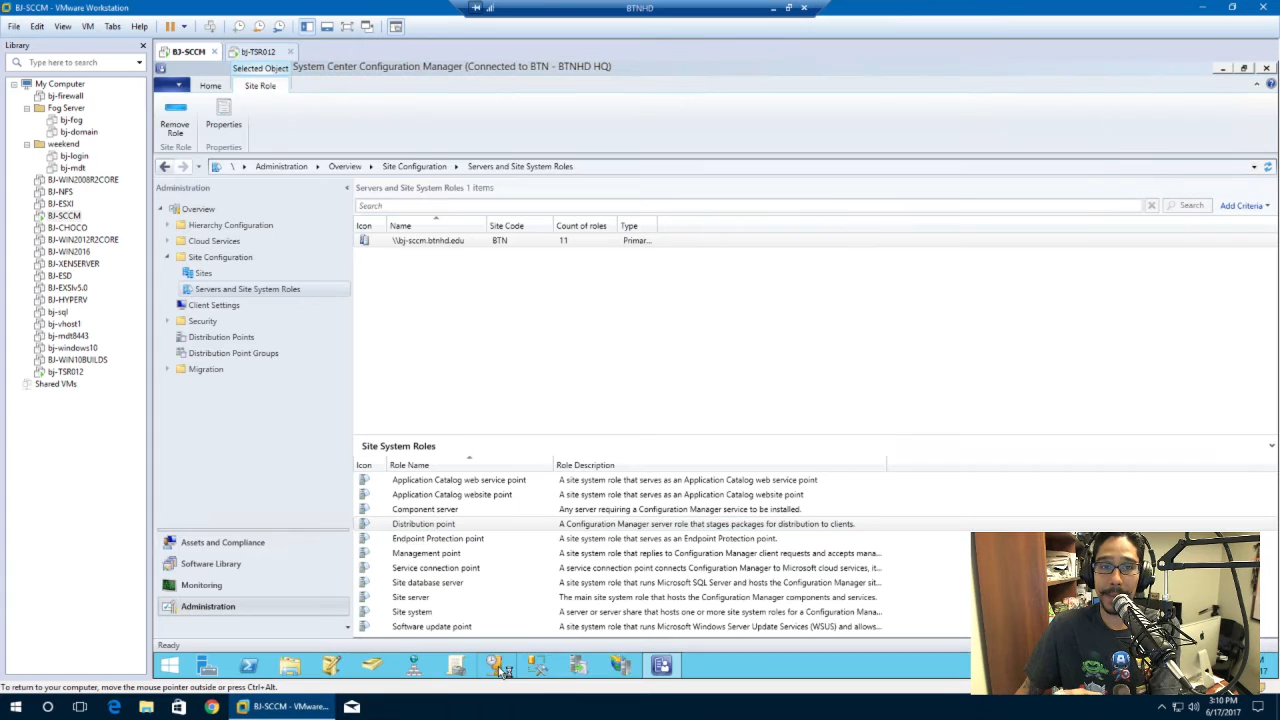 BJ-SCCM - VMware Workstation
BTNHD
File Edit View VM Tabs Help
Library
Type here to search
My Computer
bj-firewall
Fog Server
bj-fog
bj-domain
weekend
bj-login
bj-mdt
BJ-WIN2008R2CORE
BJ-NFS
BJ-ESXI
BJ-SCCM
BJ-CHOCO
BJ-WIN2012R2CORE
BJ-WIN2016
BJ-XENSERVER
BJ-ESD
BJ-EXSIv5.0
BJ-HYPERV
bj-sql
bj-vhost1
bj-mdt8443
bj-windows10
BJ-WIN10BUILDS
bj-TSR012
Shared VMs
BJ-SCCM bj-TSR012
Selected Object System Center Configuration Manager (Connected to BTN - BTNHD HQ)
Home Site Role
Remove Role Properties
Site Role Properties
\ Administration Overview Site Configuration Servers and Site System Roles
Administration
Overview
Hierarchy Configuration
Cloud Services
Site Configuration
Sites
Servers and Site System Roles
Client Settings
Security
Distribution Points
Distribution Point Groups
Migration
Assets and Compliance
Software Library
Monitoring
Administration
Servers and Site System Roles 1 items
Search Search Add Criteria
Icon Name Site Code Count of roles Type
\\bj-sccm.btnhd.edu BTN 11 Primar...
Site System Roles
Icon Role Name Role Description
Application Catalog web service point A site system role that serves as an Application Catalog web service point
Application Catalog website point A site system role that serves as an Application Catalog website point
Component server Any server requiring a Configuration Manager service to be installed.
Distribution point A Configuration Manager server role that stages packages for distribution to clients.
Endpoint Protection point A site system role that serves as an Endpoint Protection point.
Management point A site system role that replies to Configuration Manager client requests and accepts mana...
Service connection point A service connection point connects Configuration Manager to Microsoft cloud services, it...
Site database server A site system role that runs Microsoft SQL Server and hosts the Configuration Manager sit...
Site server The main site system role that hosts the Configuration Manager components and services.
Site system A server or server share that hosts one or more site system roles for a Configuration Mana...
Software update point A site system role that runs Microsoft Windows Server Update Services (WSUS) and allows...
Ready
To return to your computer, move the mouse pointer outside or press Ctrl+Alt.
BJ-SCCM - VMware...
3:10 PM
6/17/2017